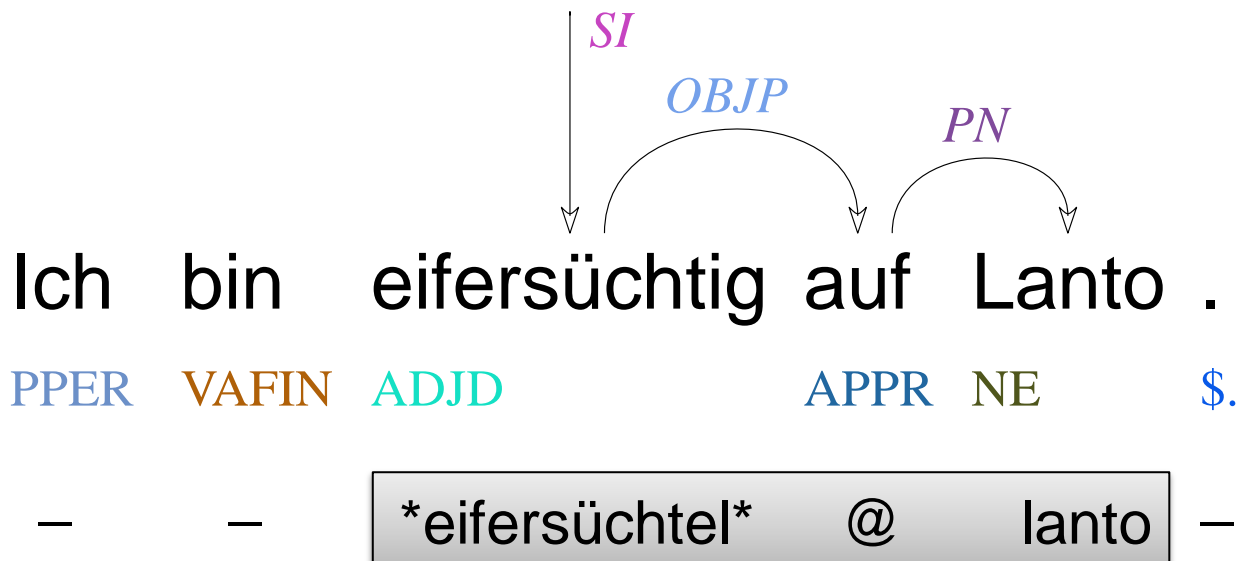 SI
OBJP
PN
Ich bin eifersüchtig auf Lanto .
PPER VAFIN ADJD APPR NE $.
– – *eifersüchtel* @ lanto –